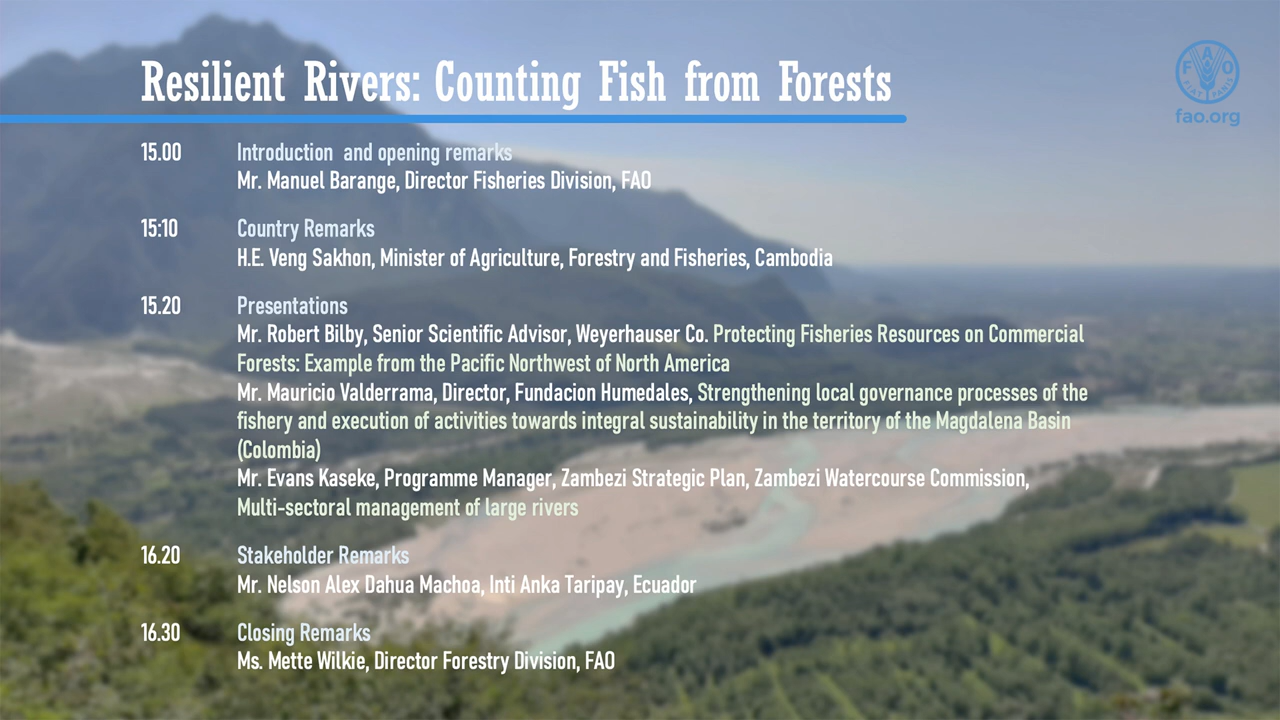 Resilient Rivers: Counting Fish from Forests
F A O
FIAT PANIS
fao.org
15.00 Introduction and opening remarks
Mr. Manuel Barange, Director Fisheries Division, FAO
15:10 Country Remarks
H.E. Veng Sakhon, Minister of Agriculture, Forestry and Fisheries, Cambodia
15.20 Presentations
Mr. Robert Bilby, Senior Scientific Advisor, Weyerhauser Co. Protecting Fisheries Resources on Commercial
Forests: Example from the Pacific Northwest of North America
Mr. Mauricio Valderrama, Director, Fundacion Humedales, Strengthening local governance processes of the
fishery and execution of activities towards integral sustainability in the territory of the Magdalena Basin
(Colombia)
Mr. Evans Kaseke, Programme Manager, Zambezi Strategic Plan, Zambezi Watercourse Commission,
Multi-sectoral management of large rivers
16.20 Stakeholder Remarks
Mr. Nelson Alex Dahua Machoa, Inti Anka Taripay, Ecuador
16.30 Closing Remarks
Ms. Mette Wilkie, Director Forestry Division, FAO